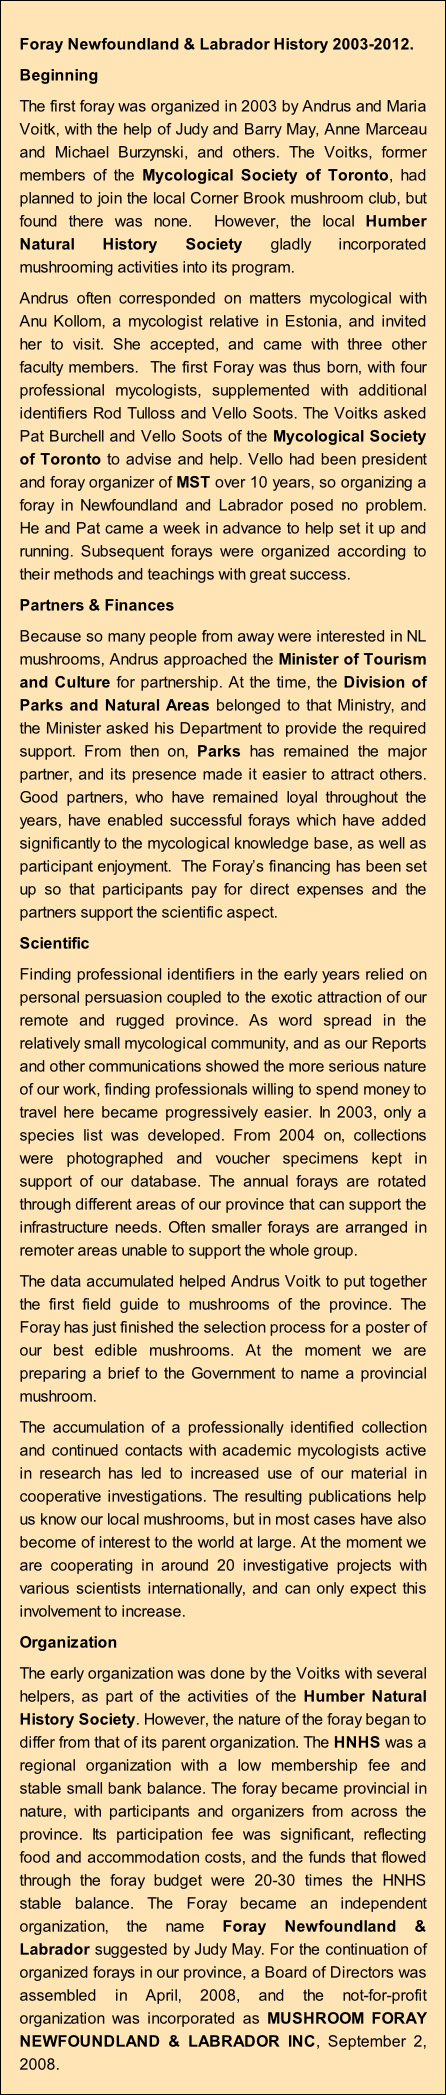 Foray Newfoundland & Labrador History 2003-2012.
Beginning
The first foray was organized in 2003 by Andrus and Maria
Voitk, with the help of Judy and Barry May, Anne Marceau
and Michael Burzynski, and others. The Voitks, former
members of the Mycological Society of Toronto, had
planned to join the local Corner Brook mushroom club, but
found there was none. However, the local Humber
Natural History Society gladly incorporated
mushrooming activities into its program.
Andrus often corresponded on matters mycological with
Anu Kollom, a mycologist relative in Estonia, and invited
her to visit. She accepted, and came with three other
faculty members. The first Foray was thus born, with four
professional mycologists, supplemented with additional
identifiers Rod Tulloss and Vello Soots. The Voitks asked
Pat Burchell and Vello Soots of the Mycological Society
of Toronto to advise and help. Vello had been president
and foray organizer of MST over 10 years, so organizing a
foray in Newfoundland and Labrador posed no problem.
He and Pat came a week in advance to help set it up and
running. Subsequent forays were organized according to
their methods and teachings with great success.
Partners & Finances
Because so many people from away were interested in NL
mushrooms, Andrus approached the Minister of Tourism
and Culture for partnership. At the time, the Division of
Parks and Natural Areas belonged to that Ministry, and
the Minister asked his Department to provide the required
support. From then on, Parks has remained the major
partner, and its presence made it easier to attract others.
Good partners, who have remained loyal throughout the
years, have enabled successful forays which have added
significantly to the mycological knowledge base, as well as
participant enjoyment. The Foray's financing has been set
up so that participants pay for direct expenses and the
partners support the scientific aspect.
Scientific
Finding professional identifiers in the early years relied on
personal persuasion coupled to the exotic attraction of our
remote and rugged province. As word spread in the
relatively small mycological community, and as our Reports
and other communications showed the more serious nature
of our work, finding professionals willing to spend money to
travel here became progressively easier. In 2003, only a
species list was developed. From 2004 on, collections
were photographed and voucher specimens kept in
support of our database. The annual forays are rotated
through different areas of our province that can support the
infrastructure needs. Often smaller forays are arranged in
remoter areas unable to support the whole group.
The data accumulated helped Andrus Voitk to put together
the first field guide to mushrooms of the province. The
Foray has just finished the selection process for a poster of
our best edible mushrooms. At the moment we are
preparing a brief to the Government to name a provincial
mushroom.
The accumulation of a professionally identified collection
and continued contacts with academic mycologists active
in research has led to increased use of our material in
cooperative investigations. The resulting publications help
us know our local mushrooms, but in most cases have also
become of interest to the world at large. At the moment we
are cooperating in around 20 investigative projects with
various scientists internationally, and can only expect this
involvement to increase.
Organization
The early organization was done by the Voitks with several
helpers, as part of the activities of the Humber Natural
History Society. However, the nature of the foray began to
differ from that of its parent organization. The HNHS was a
regional organization with a low membership fee and
stable small bank balance. The foray became provincial in
nature, with participants and organizers from across the
province. Its participation fee was significant, reflecting
food and accommodation costs, and the funds that flowed
through the foray budget were 20-30 times the HNHS
stable balance. The Foray became an independent
organization, the name Foray Newfoundland &
Labrador suggested by Judy May. For the continuation of
organized forays in our province, a Board of Directors was
assembled in April, 2008, and the not-for-profit
organization was incorporated as MUSHROOM FORAY
NEWFOUNDLAND & LABRADOR INC, September 2,
2008.